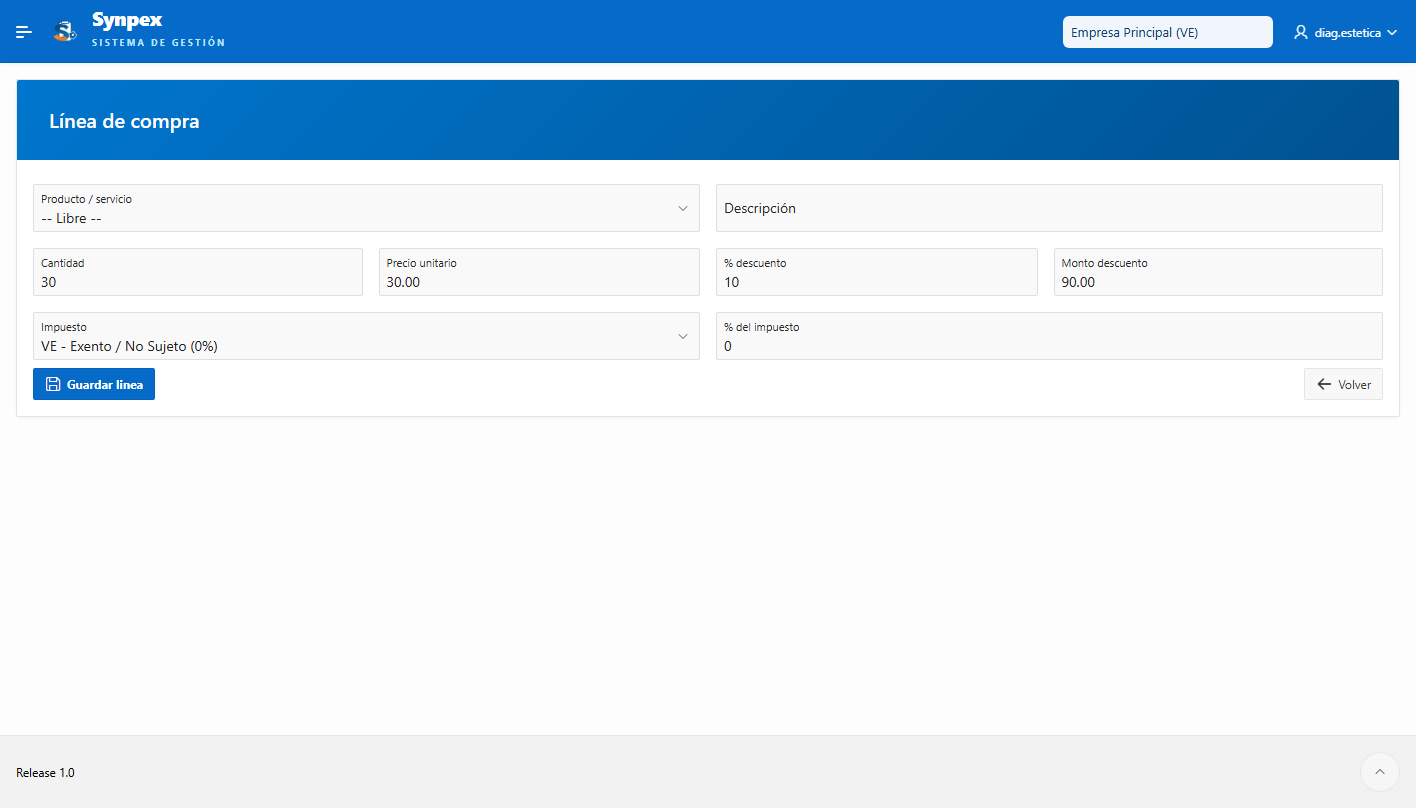 Synpex
SISTEMA DE GESTIÓN
Empresa Principal (VE)
diag.estetica
Línea de compra
Producto / servicio
-- Libre --
Descripción
Cantidad
30
Precio unitario
30.00
% descuento
10
Monto descuento
90.00
Impuesto
VE - Exento / No Sujeto (0%)
% del impuesto
0
Guardar línea
Volver
Release 1.0